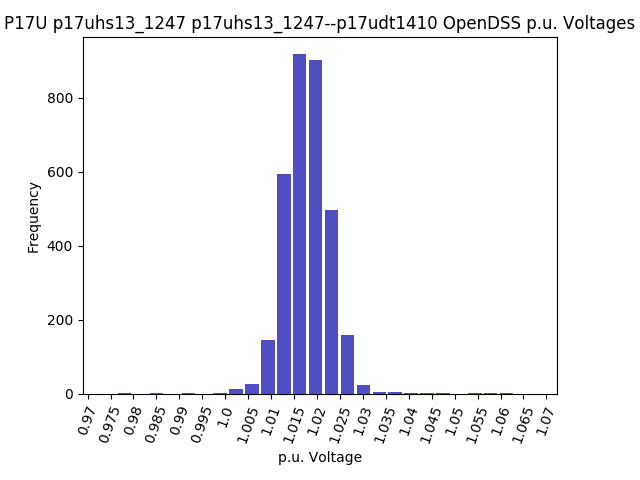 P17U p17uhs13_1247 p17uhs13_1247--p17udt1410 OpenDSS p.u. Voltages
Frequency
800
600
400
200
0
0.97 0.975 0.98 0.985 0.99 0.995 1.0 1.005 1.01 1.015 1.02 1.025 1.03 1.035 1.04 1.045 1.05 1.055 1.06 1.065 1.07
p.u. Voltage